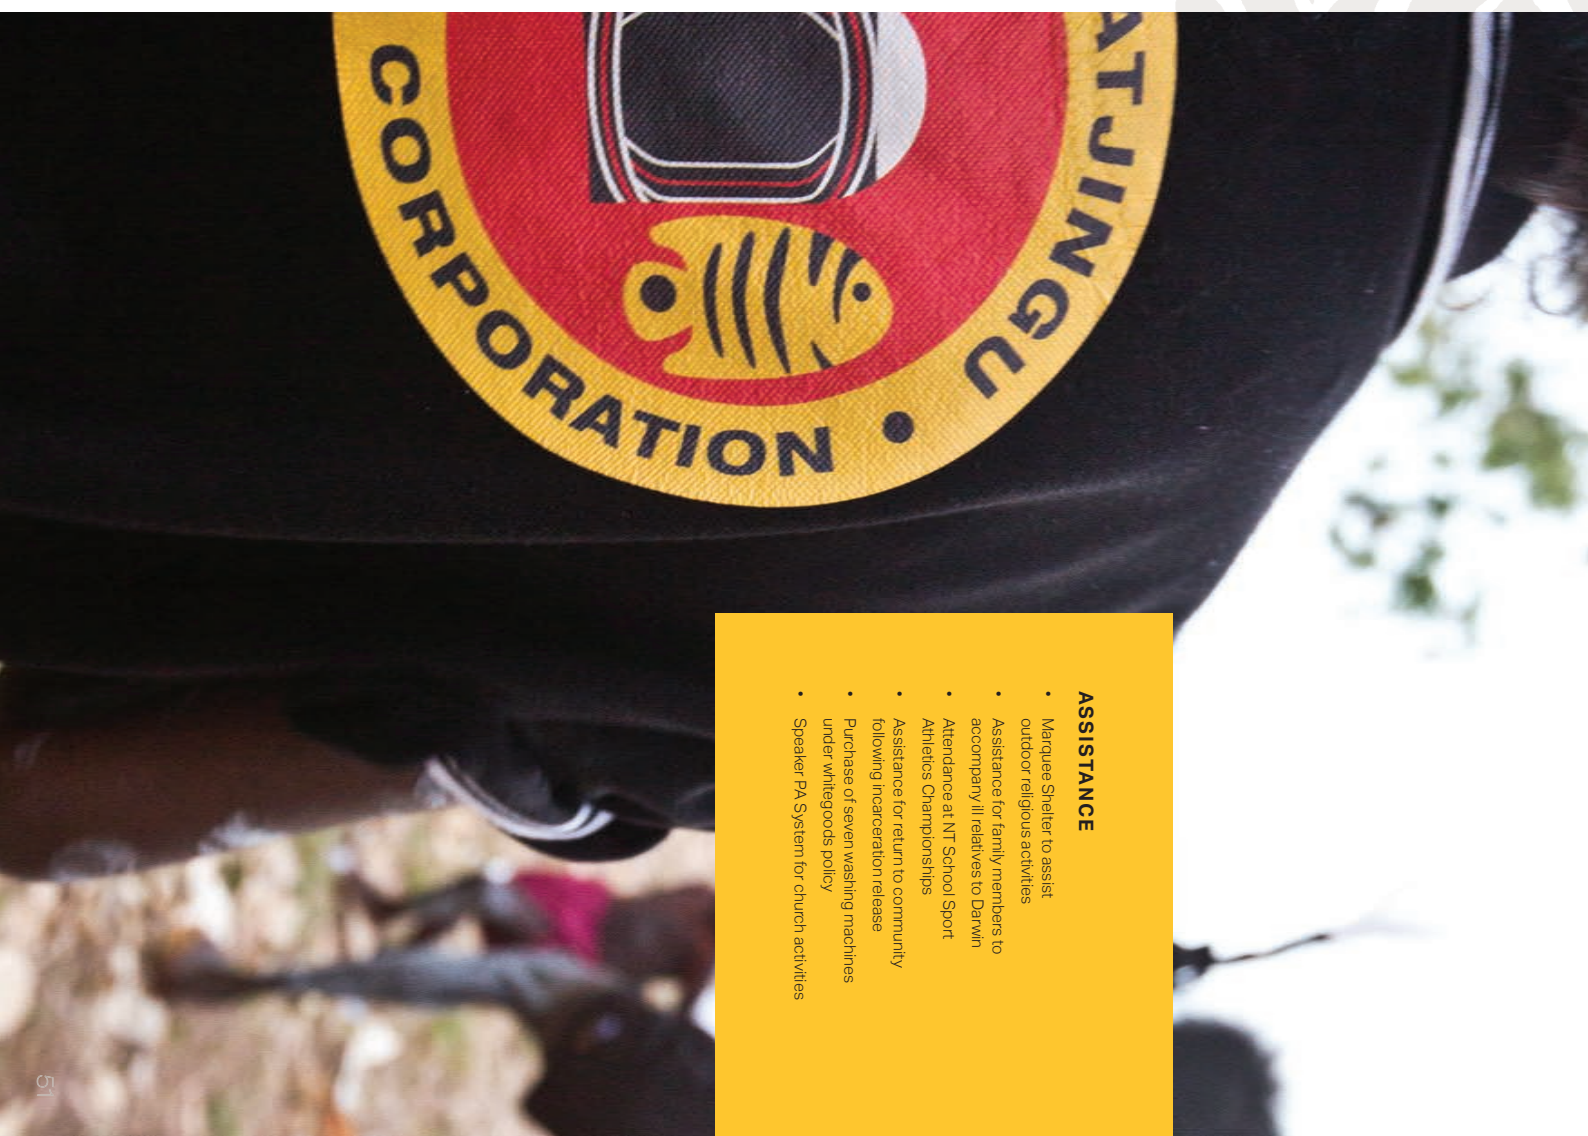 ATJINGU
CORPORATION •
ASSISTANCE
• Marquee Shelter to assist
outdoor religious activities
• Assistance for family members to
accompany ill relatives to Darwin
• Attendance at NT School Sport
Athletics Championships
• Assistance for return to community
following incarceration release
• Purchase of seven washing machines
under whitegoods policy
• Speaker PA System for church activities
51